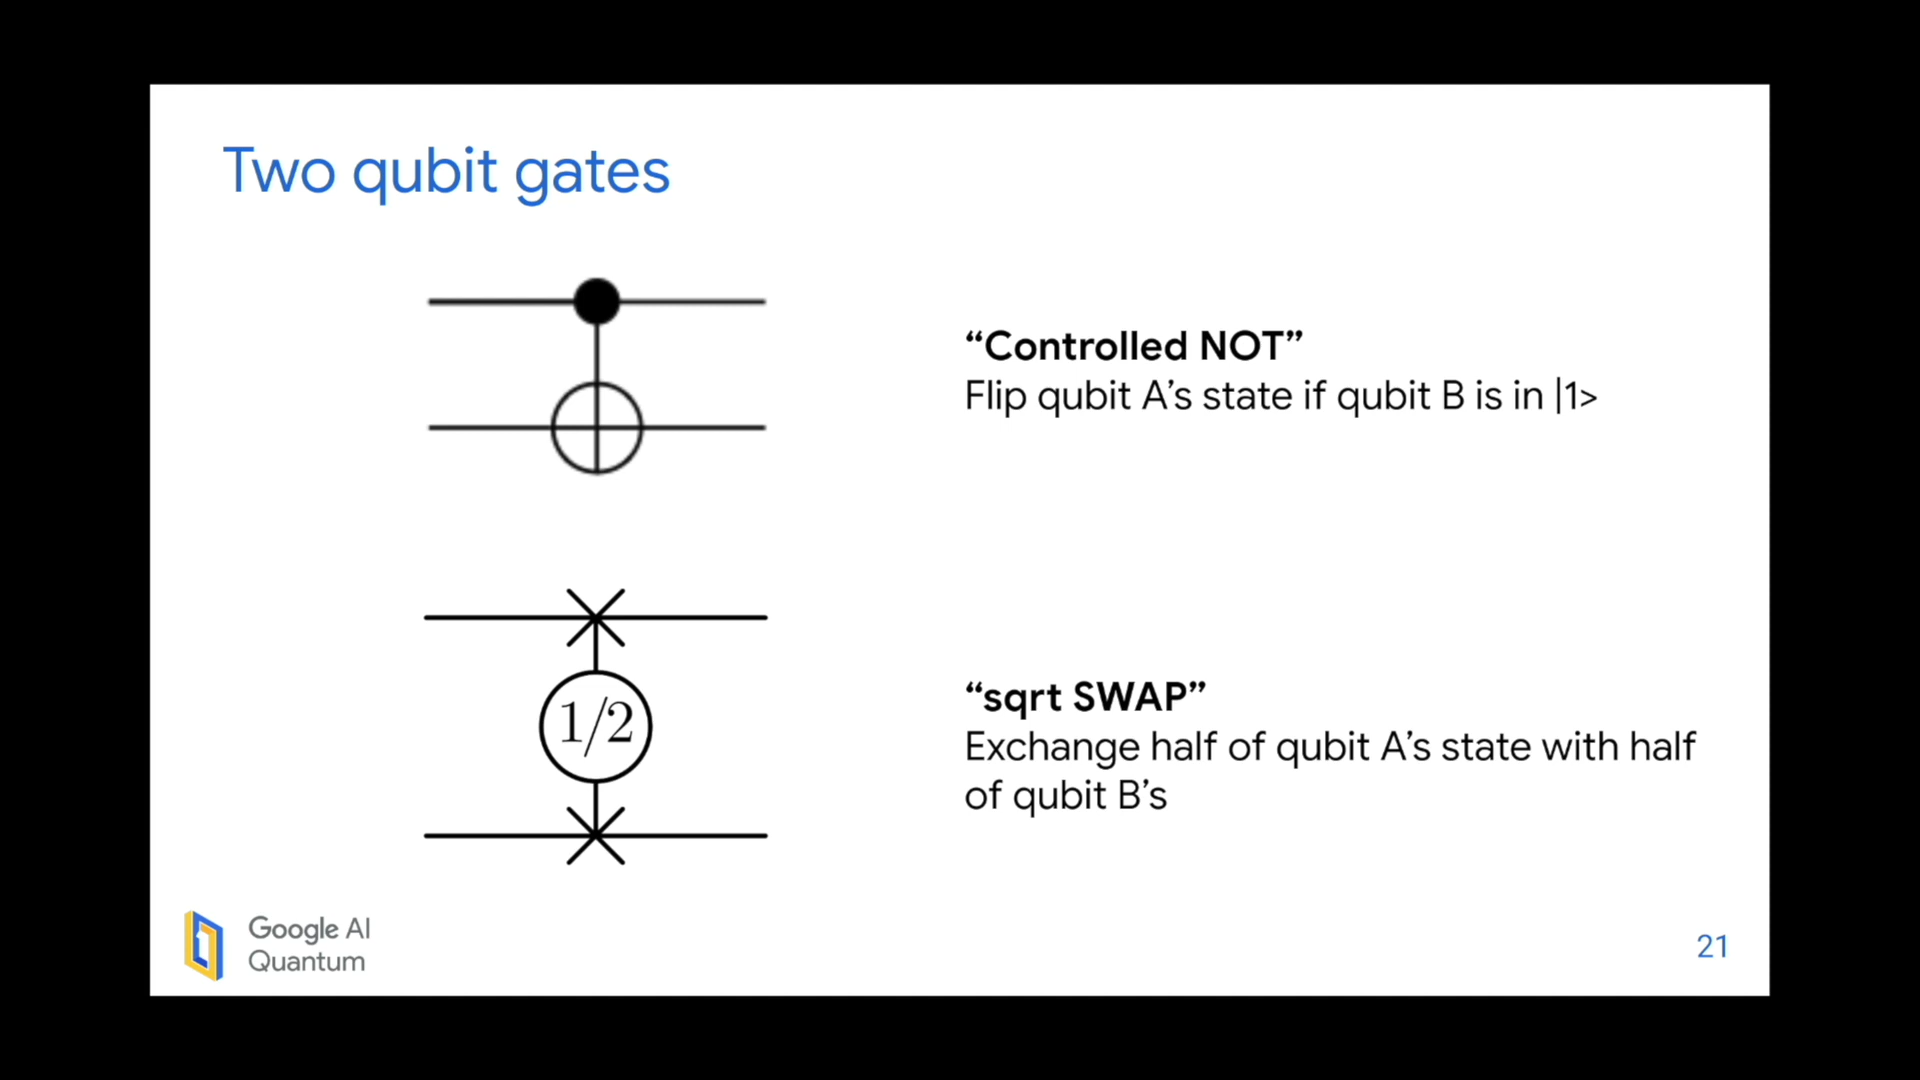 Two qubit gates
“Controlled NOT”
Flip qubit A’s state if qubit B is in |1>
1/2
“sqrt SWAP”
Exchange half of qubit A’s state with half
of qubit B’s
Google AI
Quantum
21